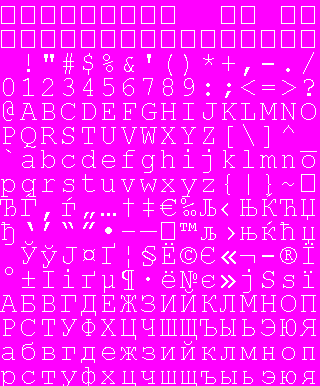 ! " # $ % & ' ( ) * + , - . /
0 1 2 3 4 5 6 7 8 9 : ; < = > ?
@ A B C D E F G H I J K L M N O
P Q R S T U V W X Y Z [ \ ] ^ _
` a b c d e f g h i j k l m n o
p q r s t u v w x y z { | } ~
Ђ Ѓ ‚ ѓ „ … † ‡ € ‰ Љ ‹ Њ Ќ Ћ Џ
ђ ‘ ’ “ ” • – — ™ љ › њ ќ ћ џ
Ў ў Ј ¤ Ґ ¦ § Ё © Є « ¬ - ® Ї
° ± І і ґ µ ¶ · ё № є » ј Ѕ ѕ ї
А Б В Г Д Е Ж З И Й К Л М Н О П
Р С Т У Ф Х Ц Ч Ш Щ Ъ Ы Ь Э Ю Я
а б в г д е ж з и й к л м н о п
р с т у ф х ц ч ш щ ъ ы ь э ю я